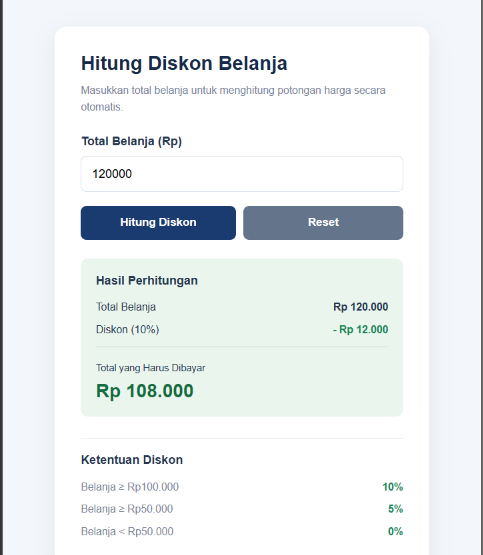 Hitung Diskon Belanja
Masukkan total belanja untuk menghitung potongan harga secara
otomatis.
Total Belanja (Rp)
120000
Hitung Diskon Reset
Hasil Perhitungan
Total Belanja Rp 120.000
Diskon (10%) - Rp 12.000
Total yang Harus Dibayar
Rp 108.000
Ketentuan Diskon
Belanja ≥ Rp100.000 10%
Belanja ≥ Rp50.000 5%
Belanja < Rp50.000 0%